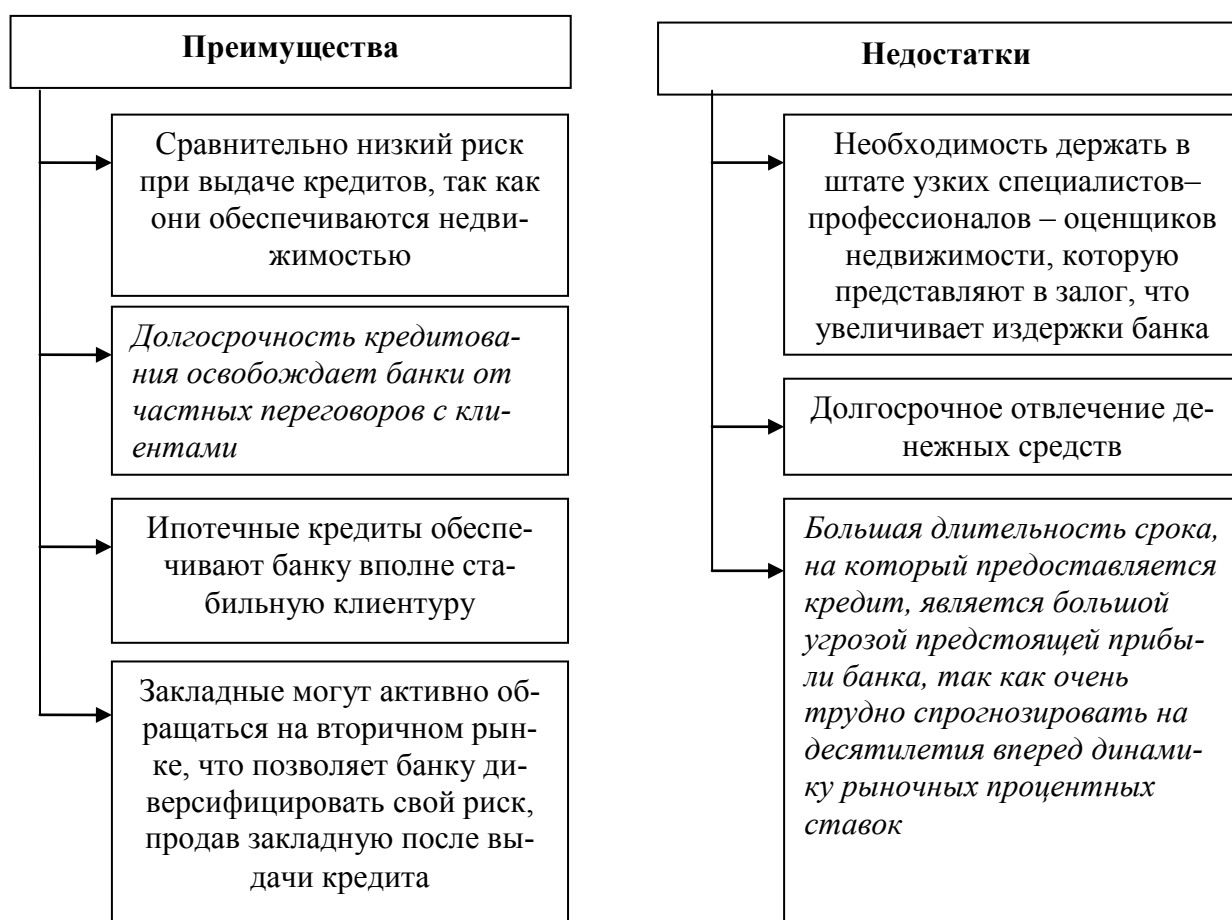 Преимущества
Сравнительно низкий риск
при выдаче кредитов, так как
они обеспечиваются недви-
жимостью
Долгосрочность кредитова-
ния освобождает банки от
частных переговоров с кли-
ентами
Ипотечные кредиты обеспе-
чивают банку вполне ста-
бильную клиентуру
Закладные могут активно об-
ращаться на вторичном рын-
ке, что позволяет банку ди-
версифицировать свой риск,
продав закладную после вы-
дачи кредита
Недостатки
Необходимость держать в
штате узких специалистов–
профессионалов – оценщиков
недвижимости, которую
представляют в залог, что
увеличивает издержки банка
Долгосрочное отвлечение де-
нежных средств
Большая длительность срока,
на который предоставляется
кредит, является большой
угрозой предстоящей прибы-
ли банка, так как очень
трудно спрогнозировать на
десятилетия вперед динами-
ку рыночных процентных
ставок